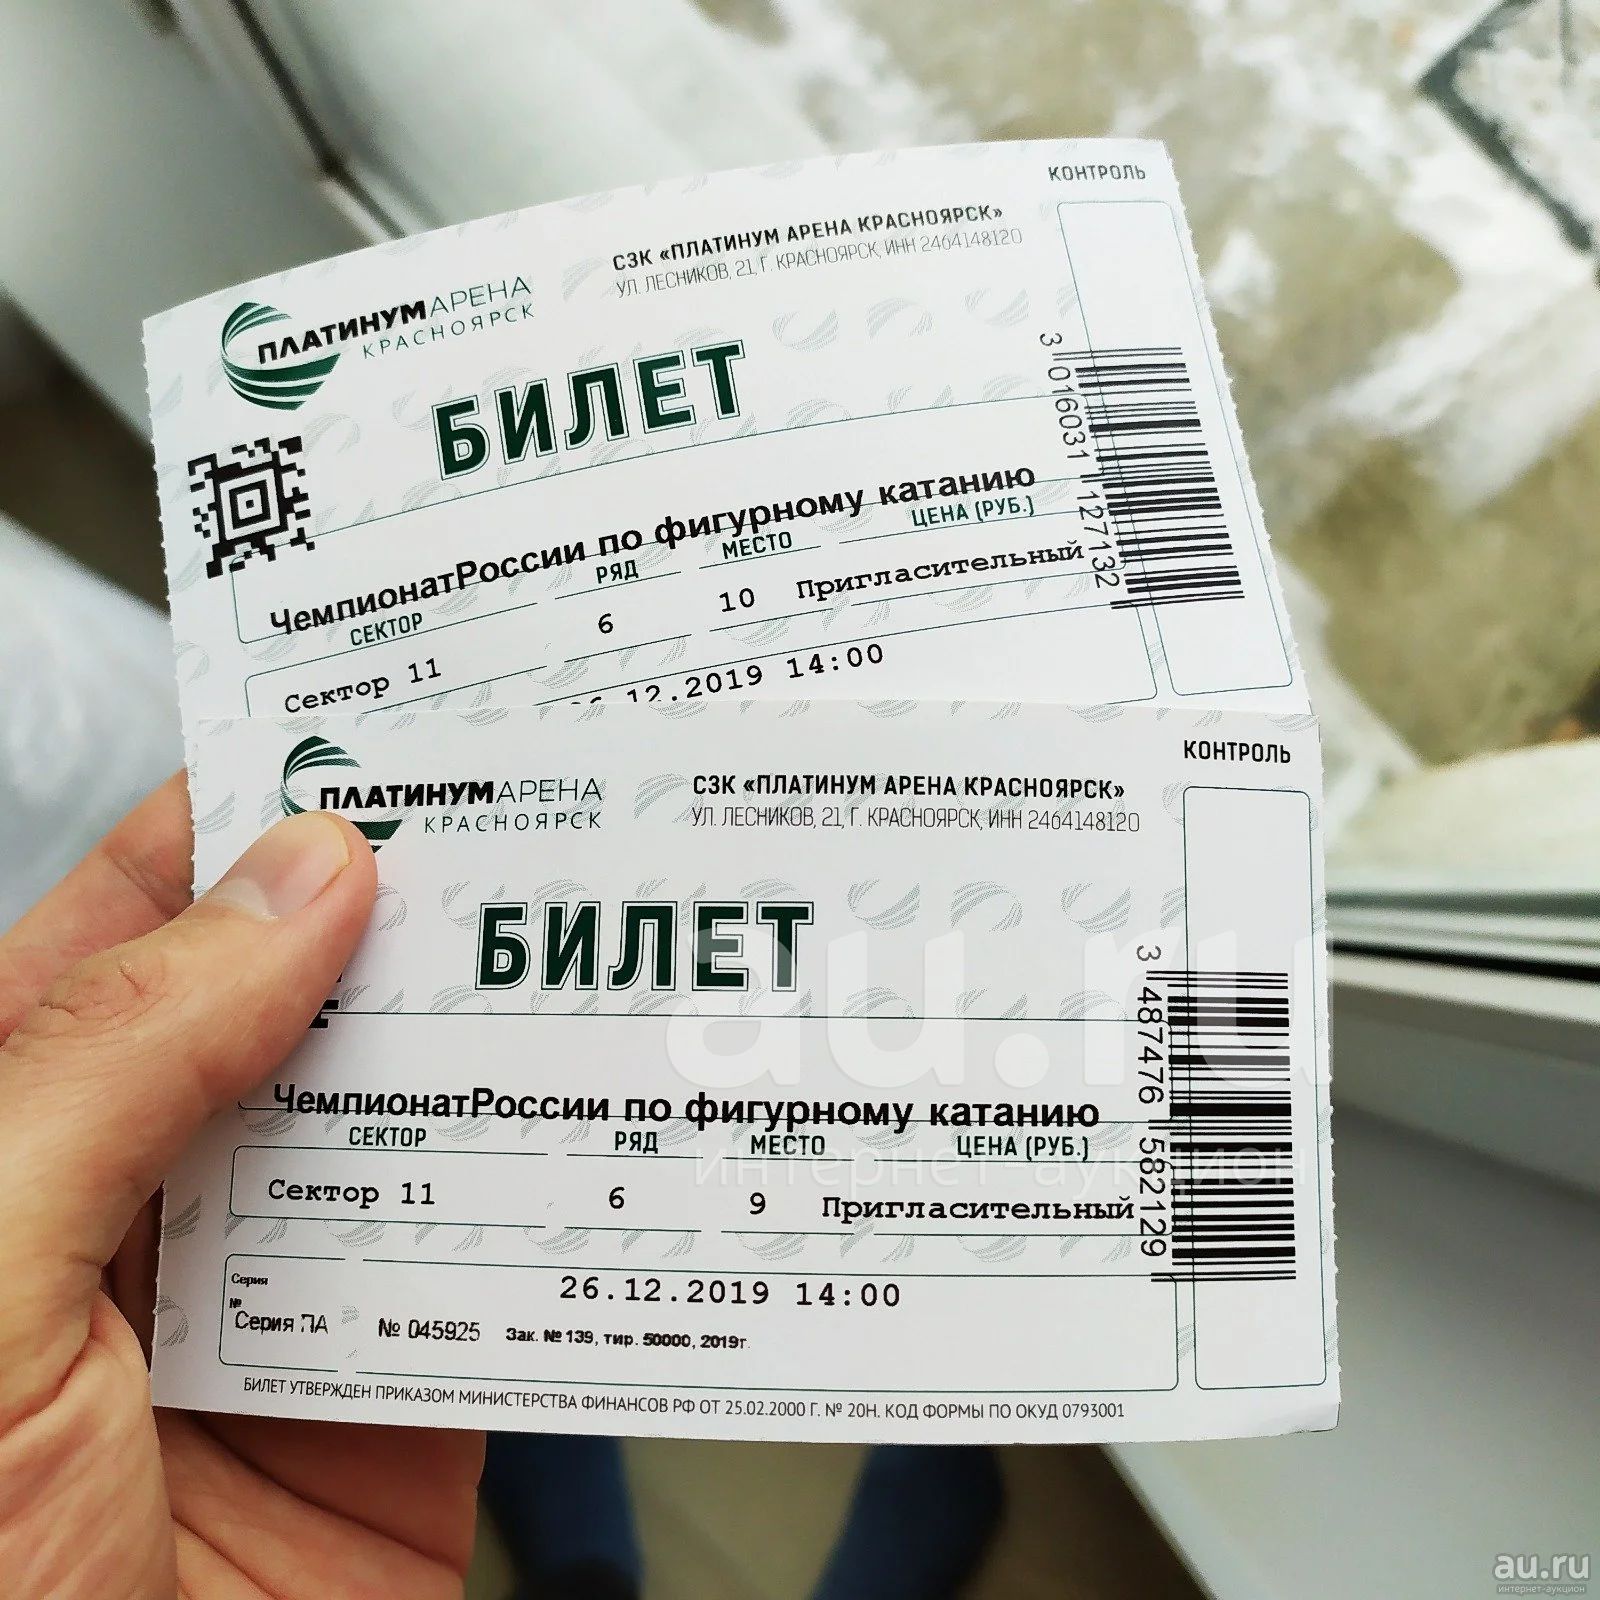 КОНТРОЛЬ
СЗК «ПЛАТИНУМ АРЕНА КРАСНОЯРСК»
УЛ. ЛЕСНИКОВ, 21, Г. КРАСНОЯРСК, ИНН 2464148120
ПЛАТИНУМАРЕНА
КРАСНОЯРСК
БИЛЕТ
3 016031 127132
ЧемпионатРоссии по фигурному катанию
СЕКТОР РЯД МЕСТО ЦЕНА (РУБ.)
Сектор 11 6 10 Пригласительный
26.12.2019 14:00
КОНТРОЛЬ
ПЛАТИНУМАРЕНА
КРАСНОЯРСК
СЗК «ПЛАТИНУМ АРЕНА КРАСНОЯРСК»
УЛ. ЛЕСНИКОВ, 21, Г. КРАСНОЯРСК, ИНН 2464148120
БИЛЕТ
au.ru
интернет-аукцион
3 487476 582129
ЧемпионатРоссии по фигурному катанию
СЕКТОР РЯД МЕСТО ЦЕНА (РУБ.)
Сектор 11 6 9 Пригласительный
26.12.2019 14:00
Серия
№
Серия ПА № 045925 Зак. № 139, тир. 50000, 2019г.
БИЛЕТ УТВЕРЖДЕН ПРИКАЗОМ МИНИСТЕРСТВА ФИНАНСОВ РФ ОТ 25.02.2000 Г. № 20Н. КОД ФОРМЫ ПО ОКУД 0793001
au.ru
интернет-аукцион